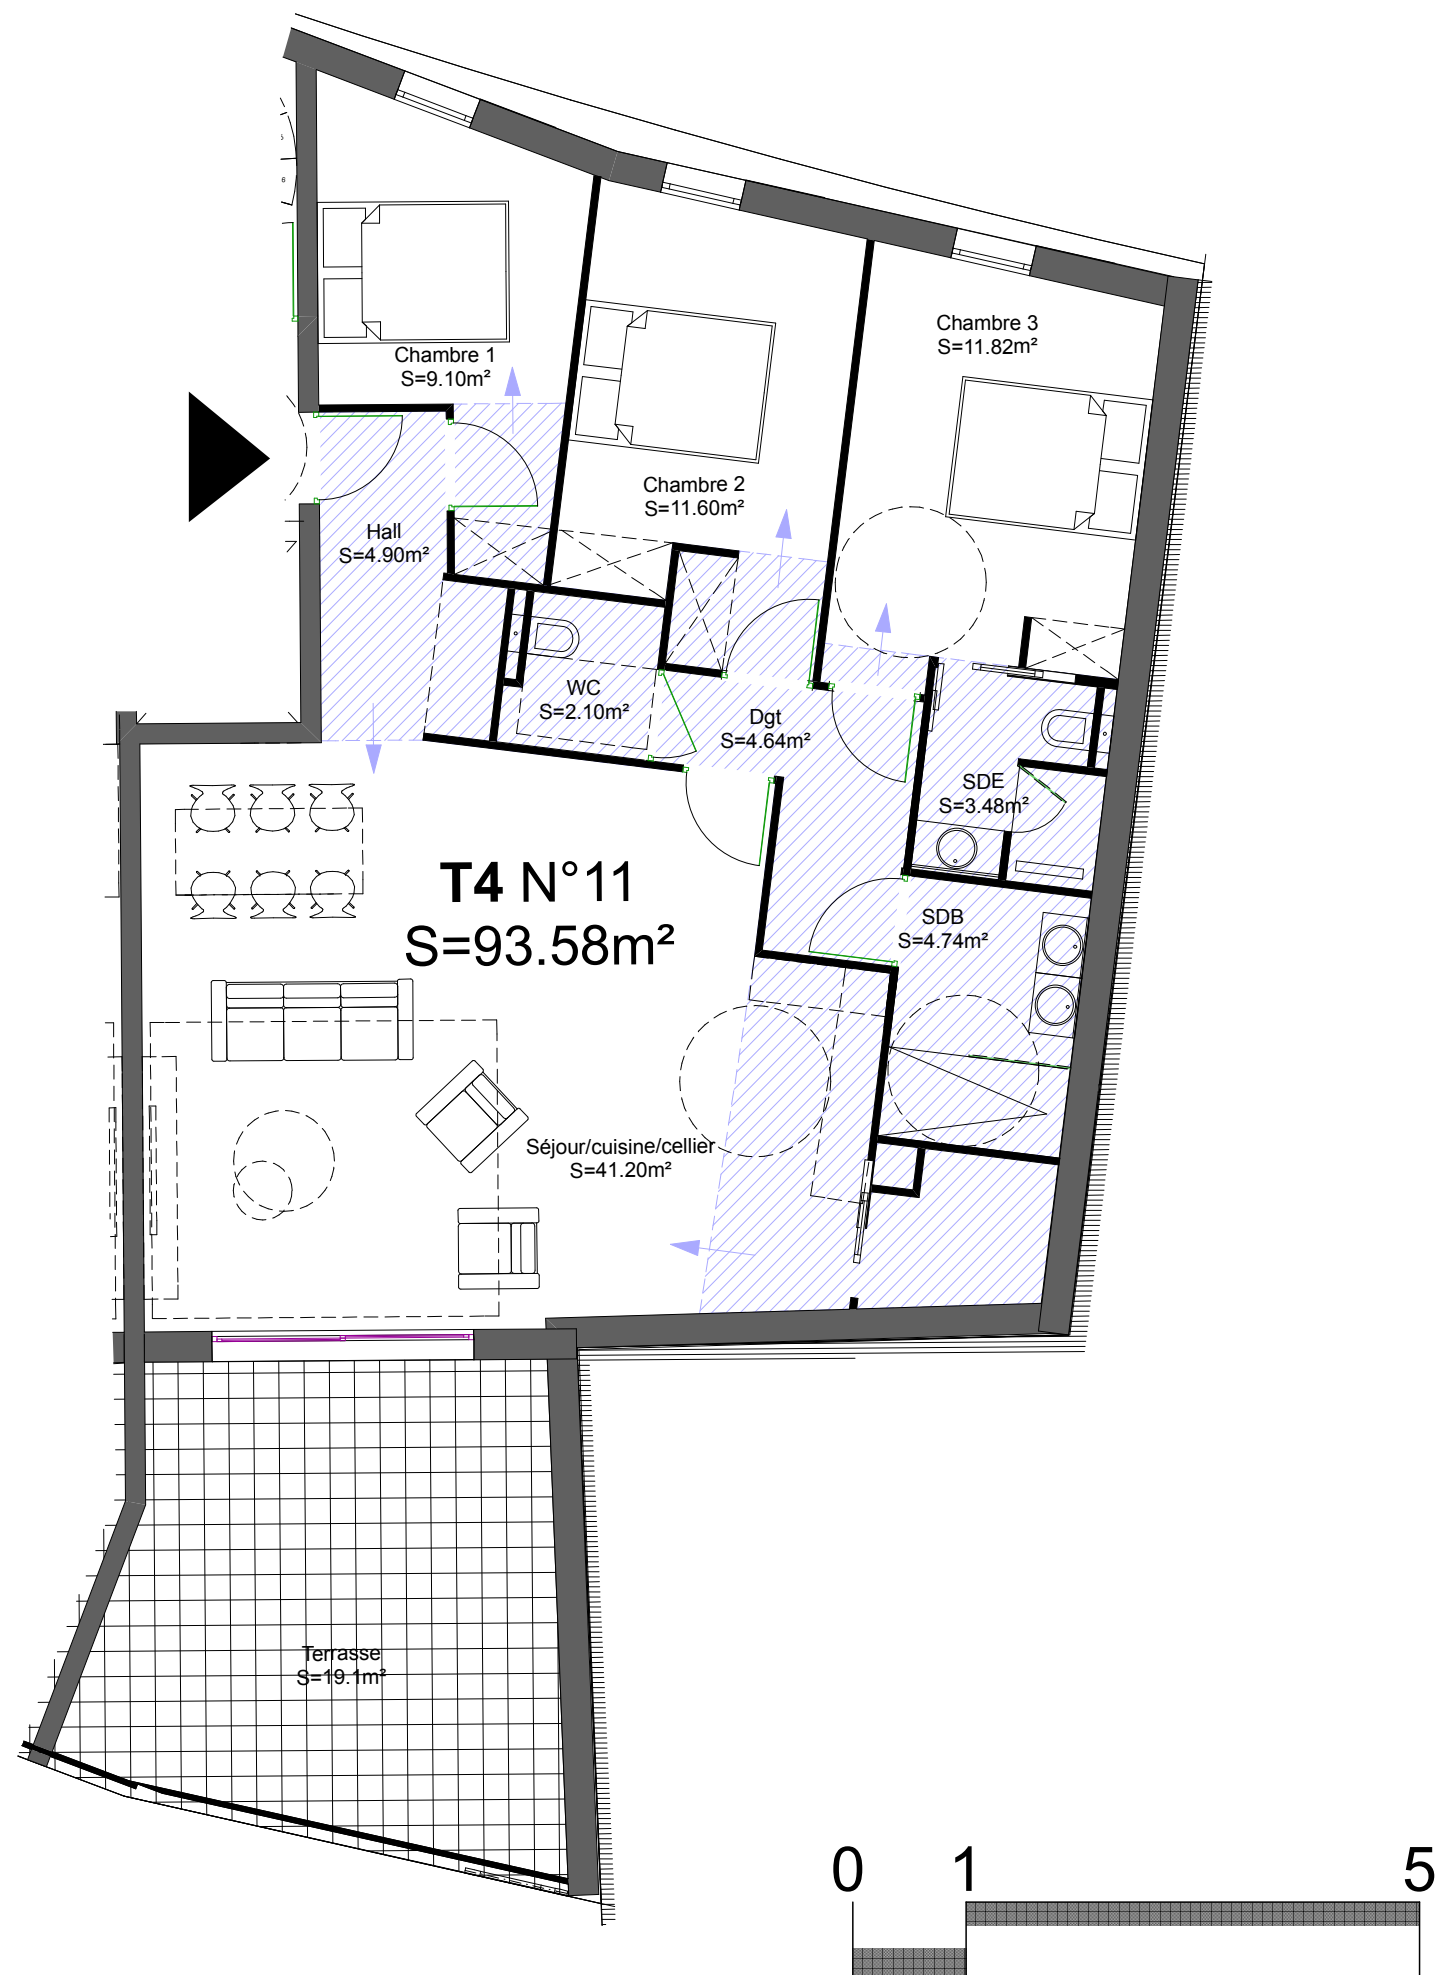 6
Chambre 1
S=9.10m²
Chambre 3
S=11.82m²
Chambre 2
S=11.60m²
Hall
S=4.90m²
WC
S=2.10m²
Dgt
S=4.64m²
SDE
S=3.48m²
T4 N°11
S=93.58m²
SDB
S=4.74m²
Séjour/cuisine/cellier
S=41.20m²
Terrasse
S=19.1m²
0 1 5